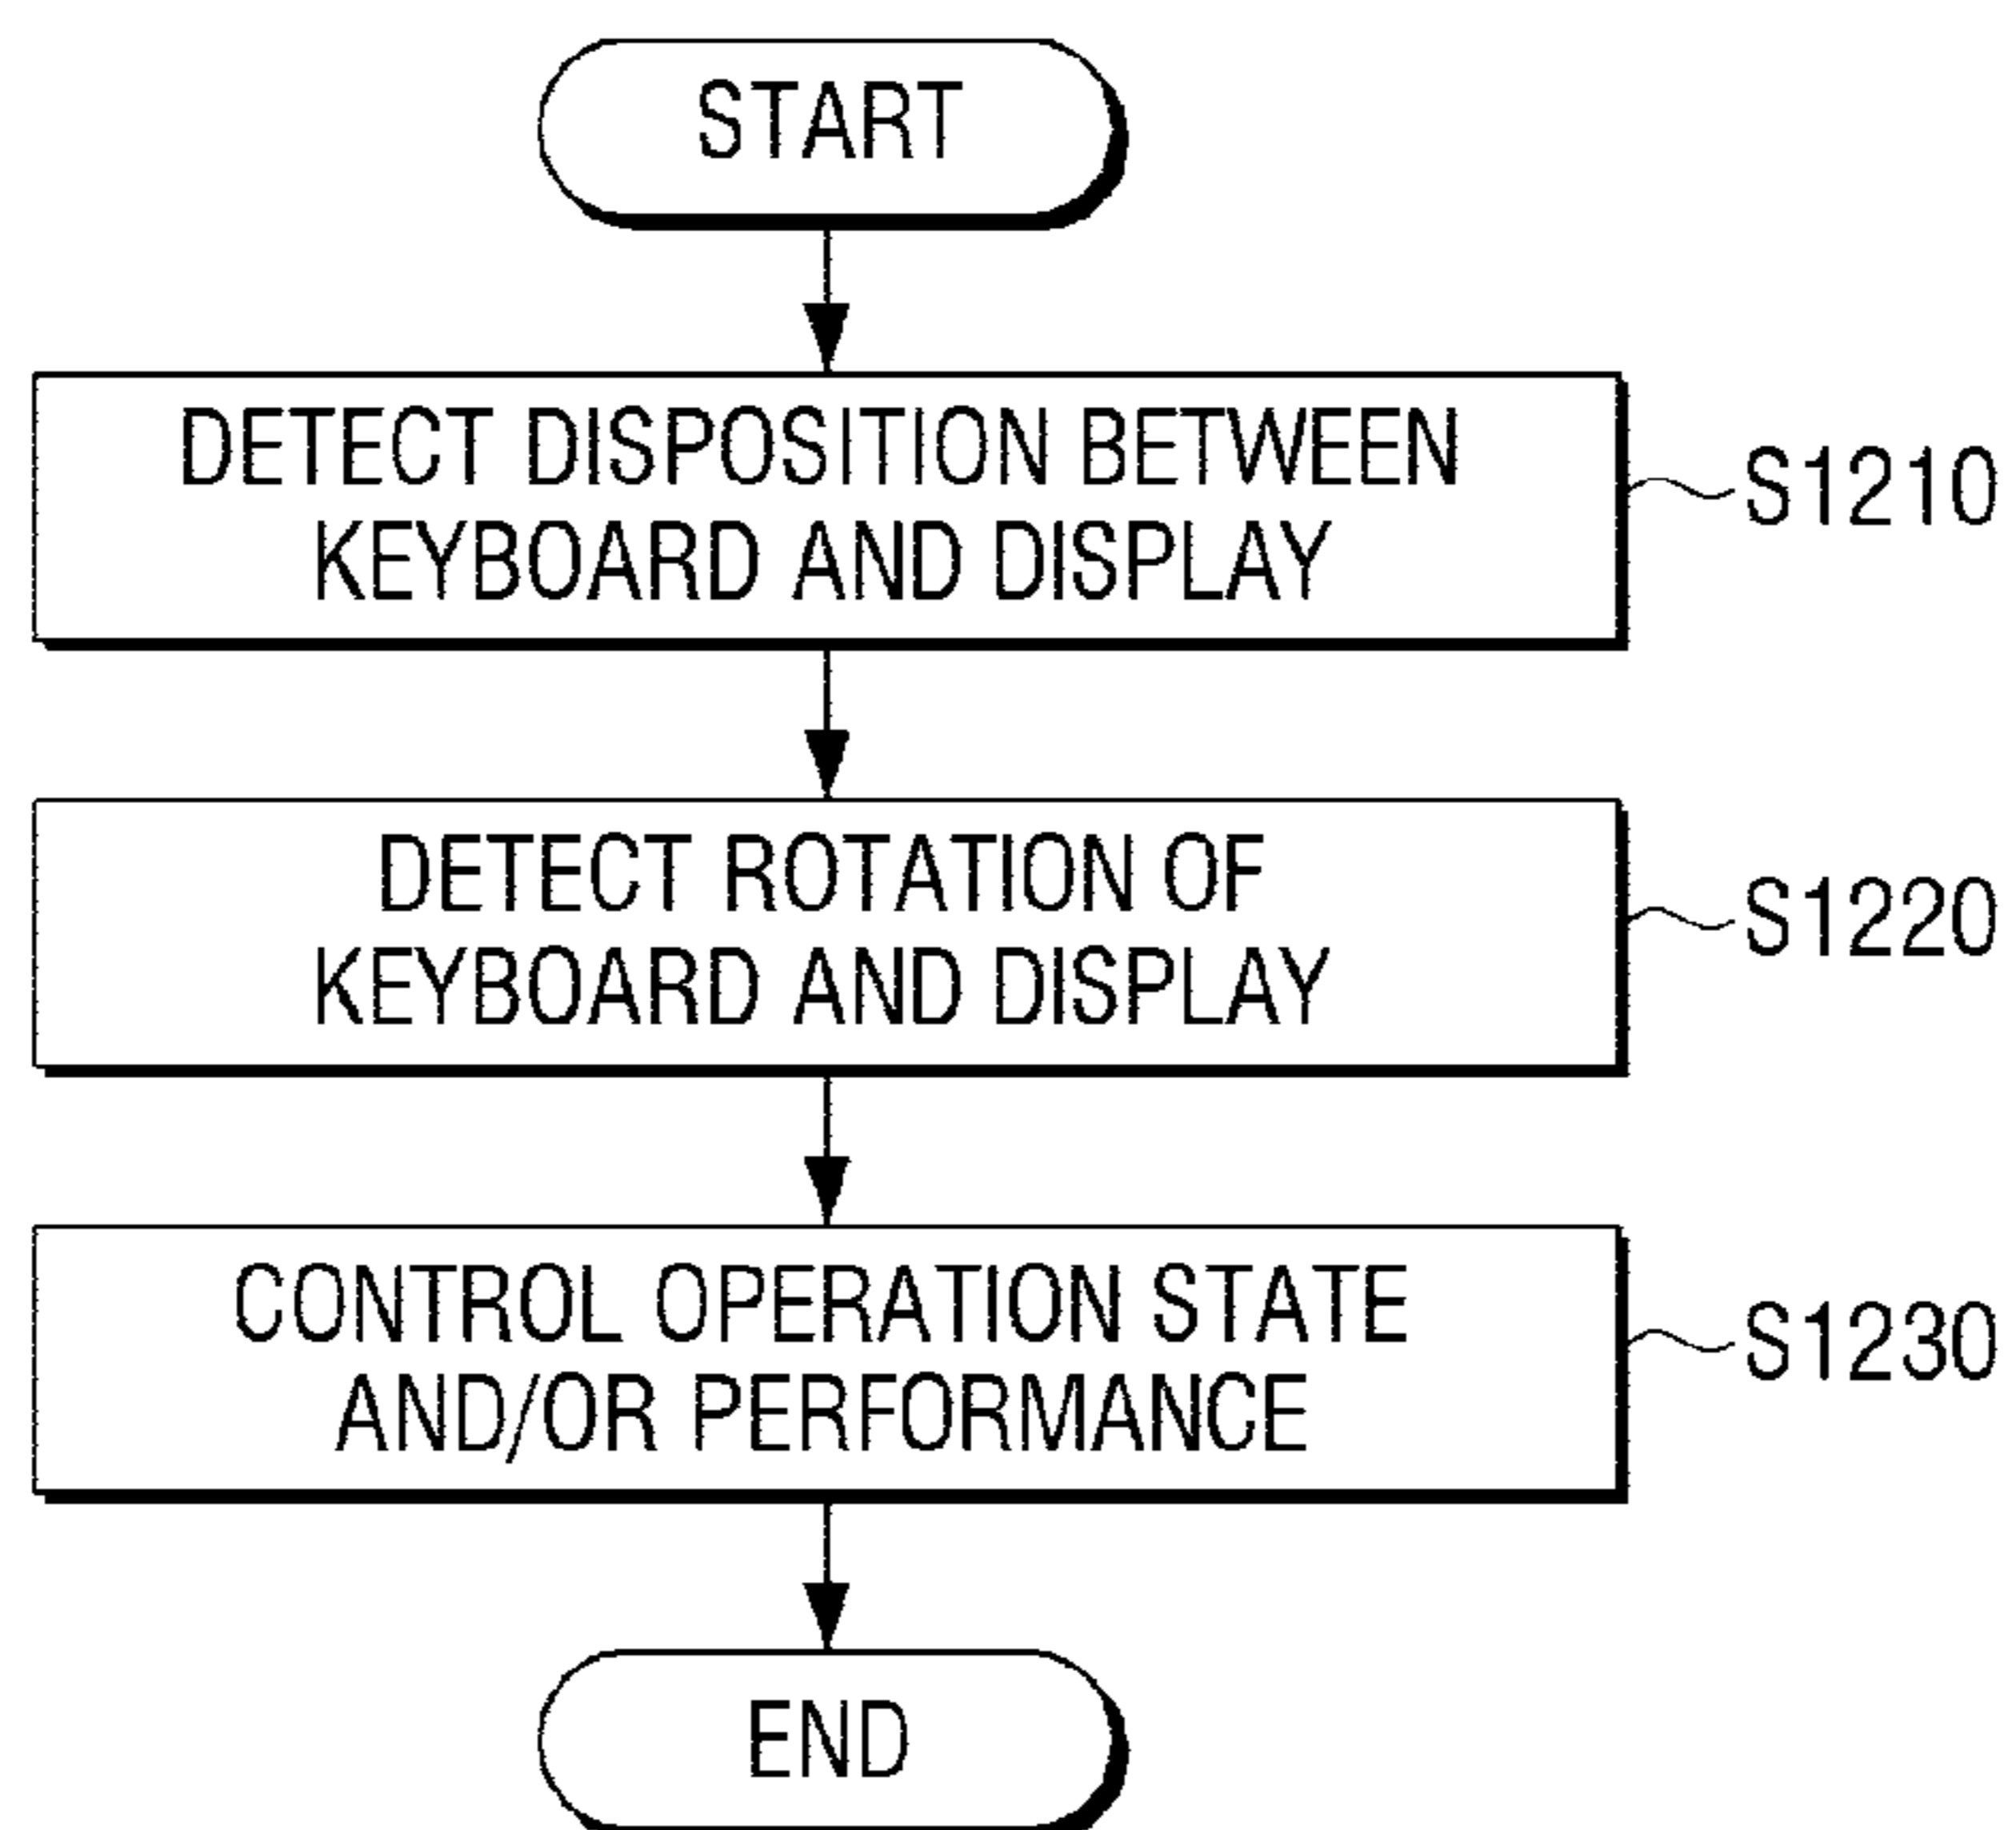 START
DETECT DISPOSITION BETWEEN
KEYBOARD AND DISPLAY
S1210
DETECT ROTATION OF
KEYBOARD AND DISPLAY
S1220
CONTROL OPERATION STATE
AND/OR PERFORMANCE
S1230
END